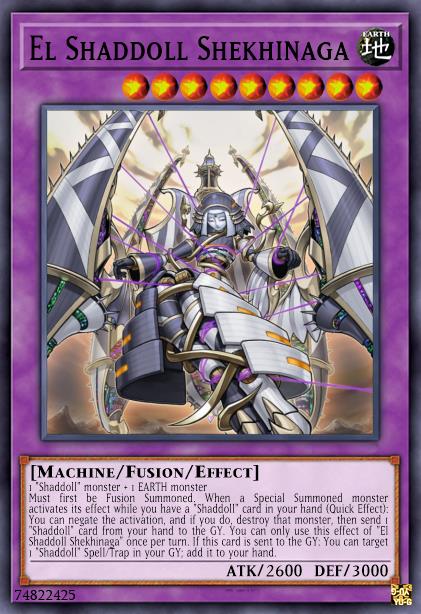 EL SHADDOLL SHEKHINAGA
EARTH
地
[MACHINE/FUSION/EFFECT]
1 "Shaddoll" monster + 1 EARTH monster
Must first be Fusion Summoned. When a Special Summoned monster
activates its effect while you have a "Shaddoll" card in your hand (Quick Effect):
You can negate the activation, and if you do, destroy that monster, then send 1
"Shaddoll" card from your hand to the GY. You can only use this effect of "El
Shaddoll Shekhinaga" once per turn. If this card is sent to the GY: You can target
1 "Shaddoll" Spell/Trap in your GY; add it to your hand.
ATK/2600 DEF/3000
74822425